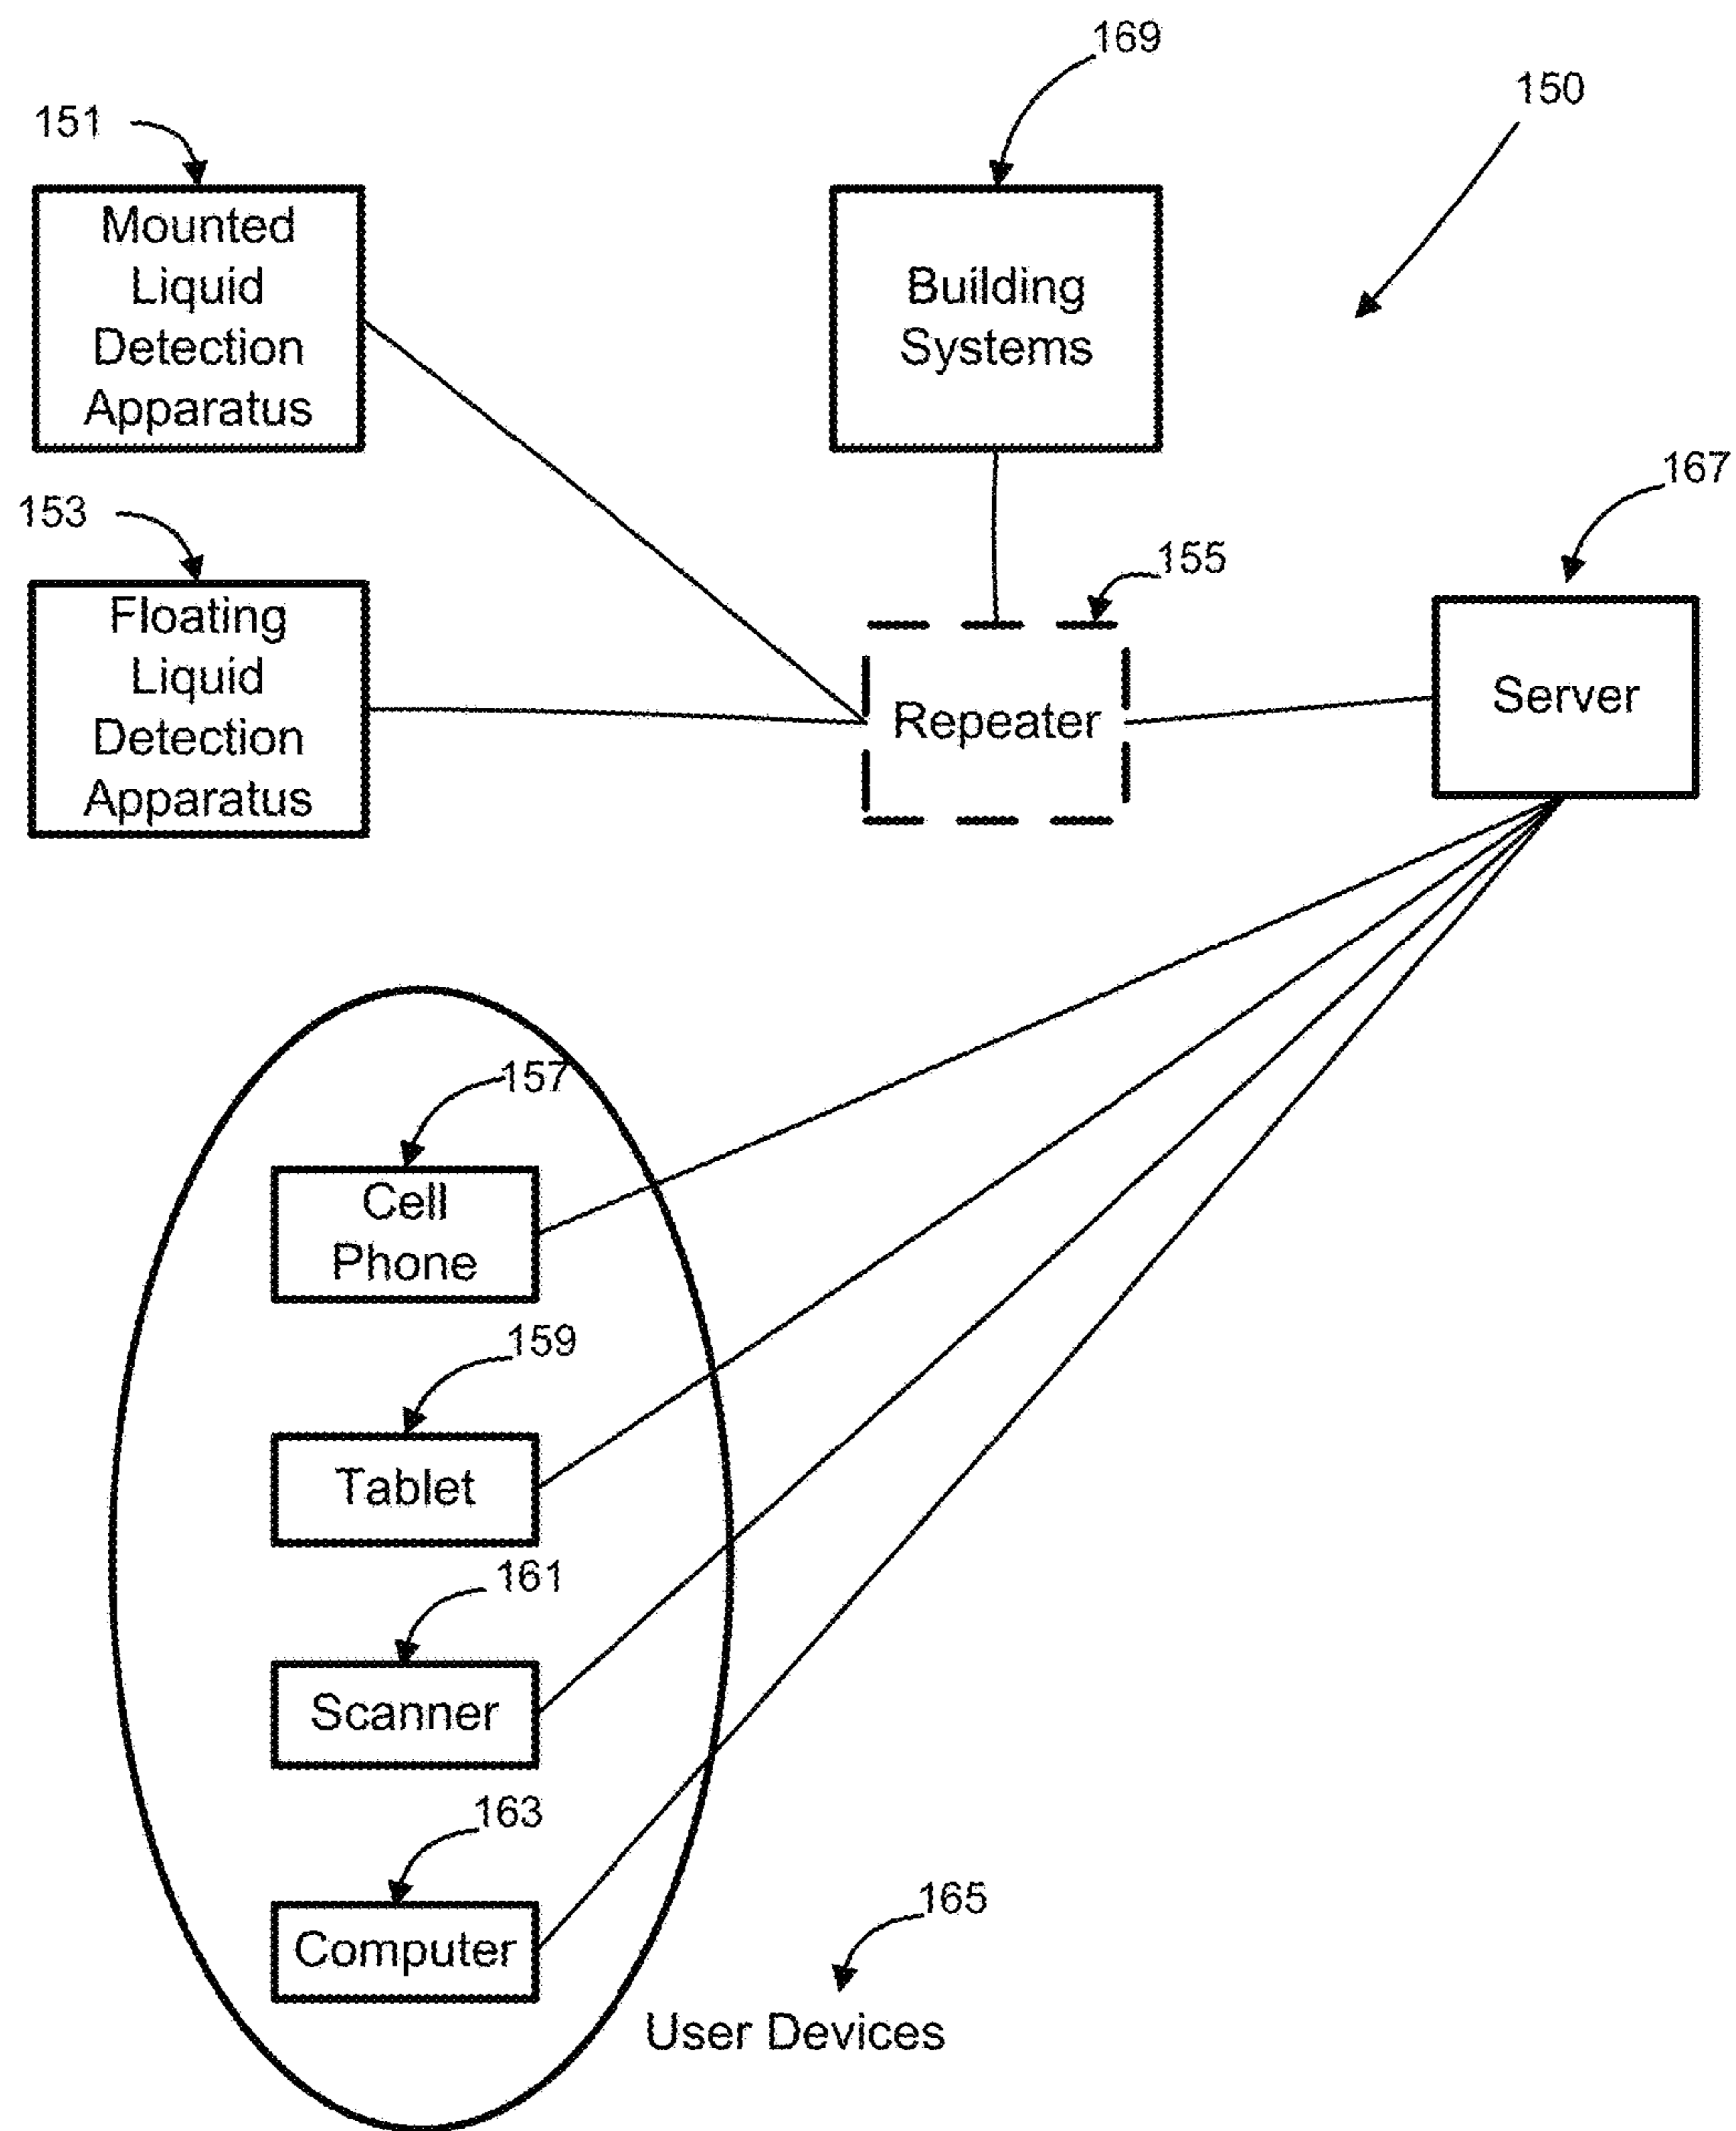 169
150
151
Mounted
Liquid
Detection
Apparatus
Building
Systems
167
153
155
Floating
Liquid
Detection
Apparatus
Repeater
Server
157
Cell
Phone
159
Tablet
161
Scanner
163
Computer
165
User Devices